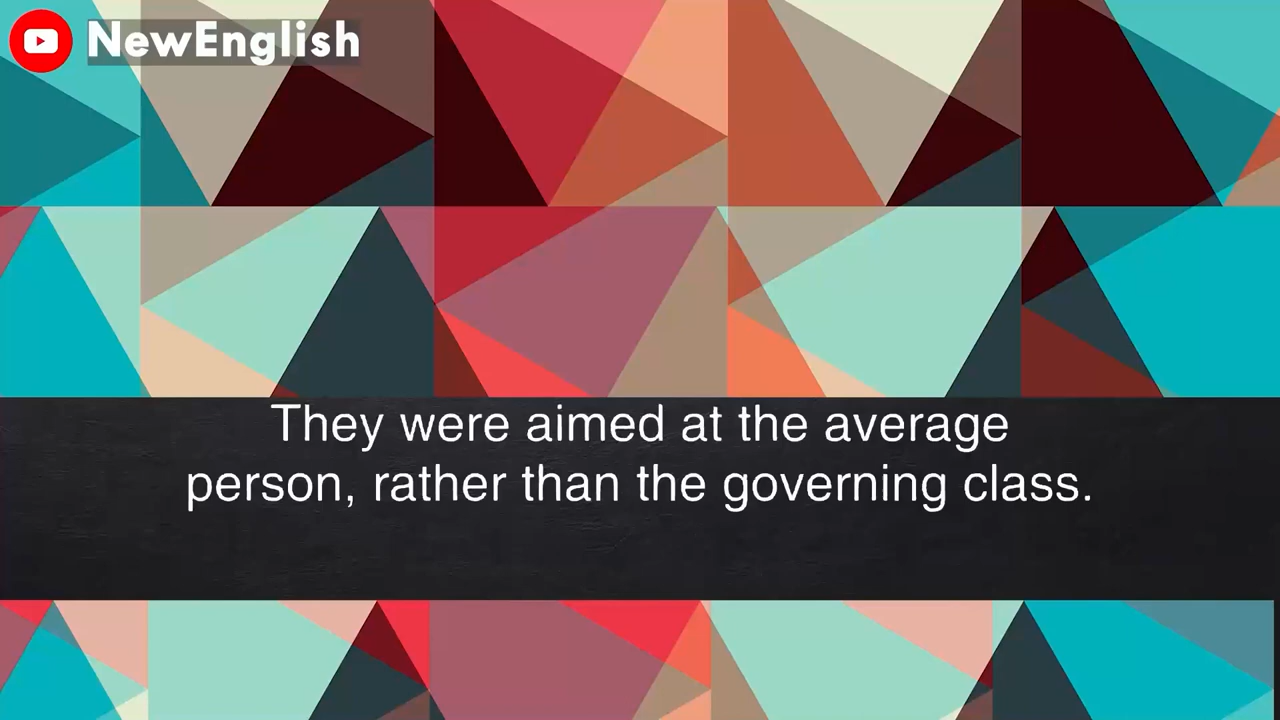 NewEnglish
They were aimed at the average
person, rather than the governing class.